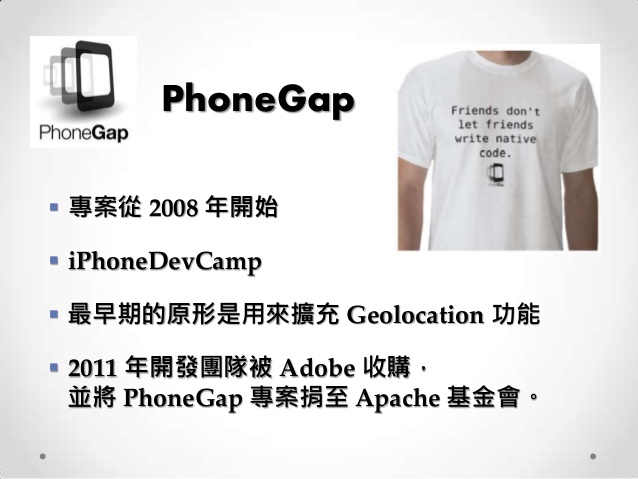 PhoneGap
PhoneGap
Friends don't
let friends
write native
code.
專案從 2008 年開始
iPhoneDevCamp
最早期的原形是用來擴充 Geolocation 功能
2011 年開發團隊被 Adobe 收購，
並將 PhoneGap 專案捐至 Apache 基金會。